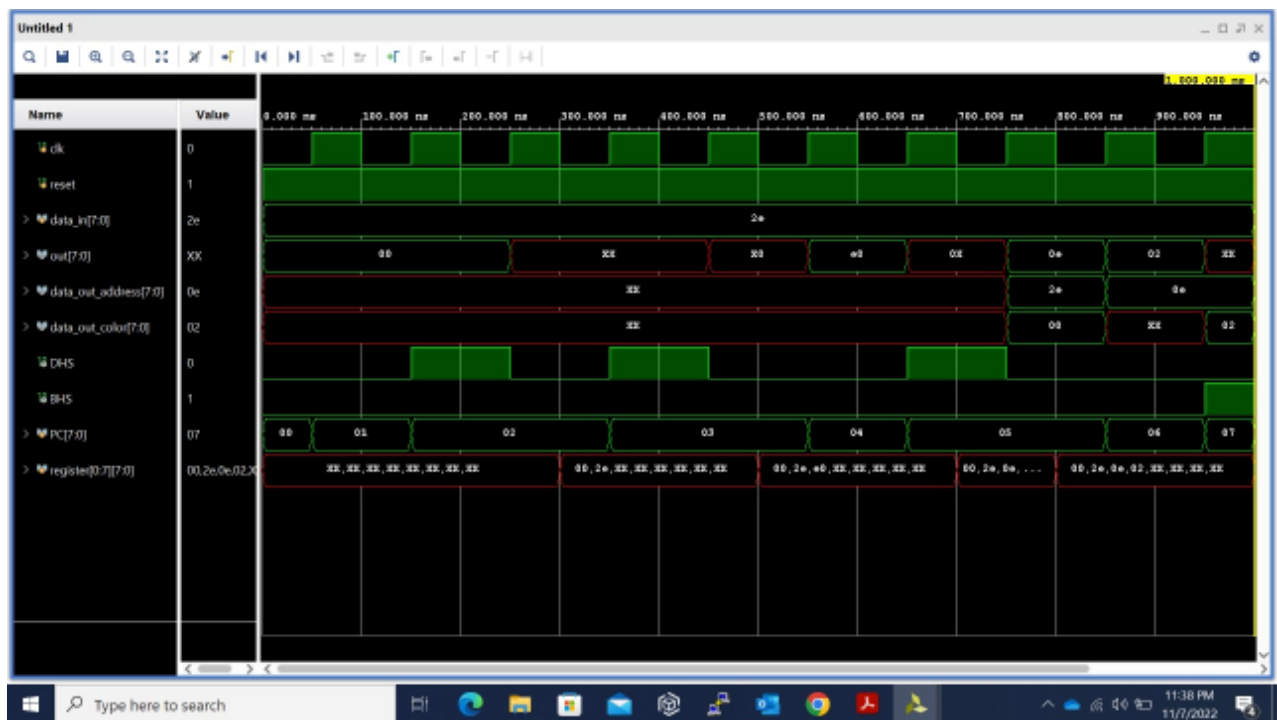 Untitled 1
1,000.000 ns
Name Value 0.000 ns 100.000 ns 200.000 ns 300.000 ns 400.000 ns 500.000 ns 600.000 ns 700.000 ns 800.000 ns 900.000 ns
clk 0
reset 1
data_in[7:0] 2e 2e
out[7:0] XX 00 XX X0 e0 0X 0e 02 XX
data_out_address[7:0] 0e XX 2e 0e
data_out_color[7:0] 02 XX 00 XX 02
DHS 0
BHS 1
PC[7:0] 07 00 01 02 03 04 05 06 07
register[0:7][7:0] 00,2e,0e,02,X XX,XX,XX,XX,XX,XX,XX,XX 00,2e,XX,XX,XX,XX,XX,XX 00,2e,e0,XX,XX,XX,XX,XX 00,2e,0e,... 00,2e,0e,02,XX,XX,XX,XX
Type here to search
11:38 PM
11/7/2022
4